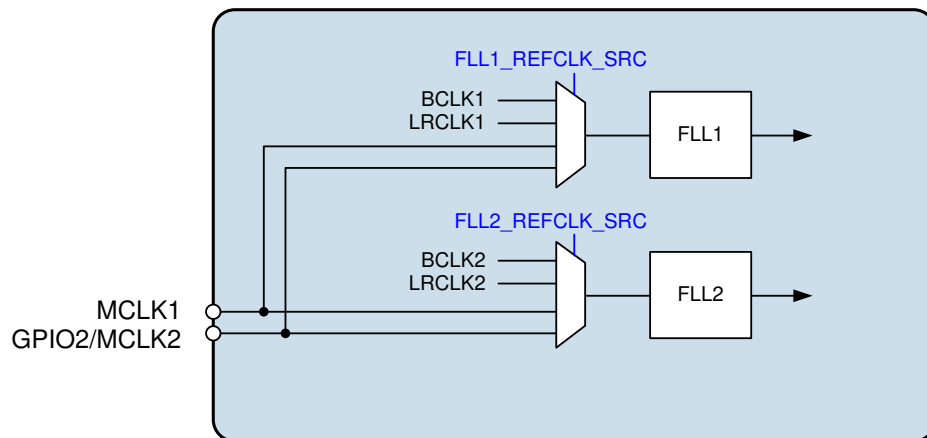 FLL1_REFCLK_SRC
BCLK1
LRCLK1
FLL1
FLL2_REFCLK_SRC
BCLK2
LRCLK2
FLL2
MCLK1
GPIO2/MCLK2